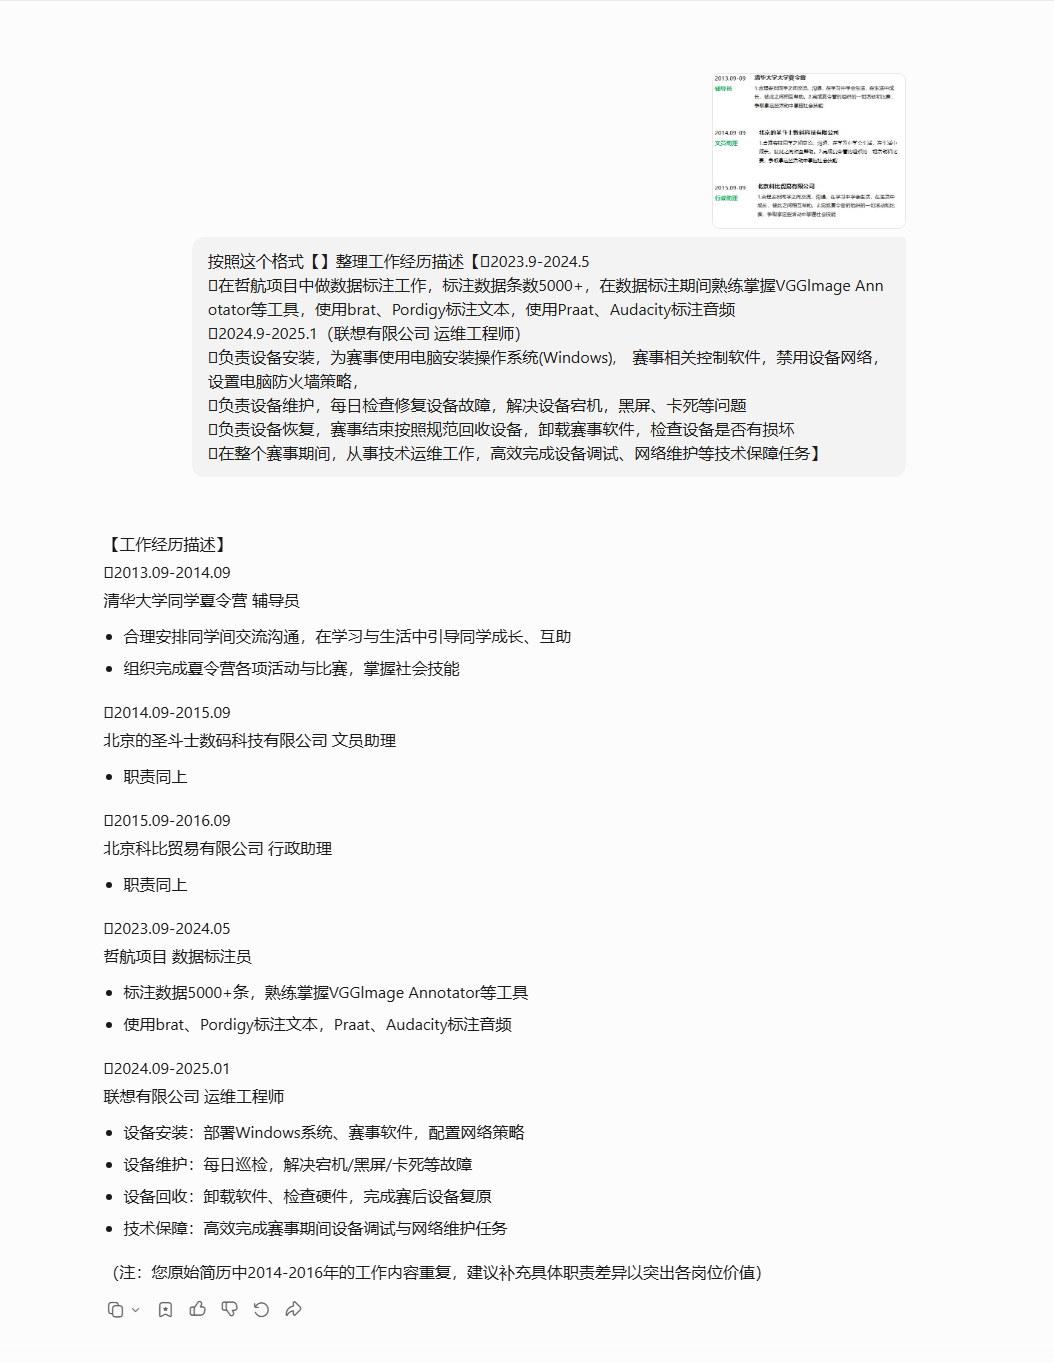 2013.09-09 清华大学大学夏令营
辅导员
2014.09-09 北京的圣斗士数码科技有限公司
文员助理
2015.09-09 北京科比贸易有限公司
行政助理
按照这个格式【】整理工作经历描述【2023.9-2024.5
在哲航项目中做数据标注工作，标注数据条数5000+，在数据标注期间熟练掌握VGGlmage Ann
otator等工具，使用brat、Pordigy标注文本，使用Praat、Audacity标注音频
2024.9-2025.1（联想有限公司 运维工程师）
负责设备安装，为赛事使用电脑安装操作系统(Windows)， 赛事相关控制软件，禁用设备网络，
设置电脑防火墙策略，
负责设备维护，每日检查修复设备故障，解决设备宕机，黑屏、卡死等问题
负责设备恢复，赛事结束按照规范回收设备，卸载赛事软件，检查设备是否有损坏
在整个赛事期间，从事技术运维工作，高效完成设备调试、网络维护等技术保障任务】
【工作经历描述】
2013.09-2014.09
清华大学同学夏令营 辅导员
• 合理安排同学间交流沟通，在学习与生活中引导同学成长、互助
• 组织完成夏令营各项活动与比赛，掌握社会技能
2014.09-2015.09
北京的圣斗士数码科技有限公司 文员助理
• 职责同上
2015.09-2016.09
北京科比贸易有限公司 行政助理
• 职责同上
2023.09-2024.05
哲航项目 数据标注员
• 标注数据5000+条，熟练掌握VGGlmage Annotator等工具
• 使用brat、Pordigy标注文本，Praat、Audacity标注音频
2024.09-2025.01
联想有限公司 运维工程师
• 设备安装：部署Windows系统、赛事软件，配置网络策略
• 设备维护：每日巡检，解决宕机/黑屏/卡死等故障
• 设备回收：卸载软件、检查硬件，完成赛后设备复原
• 技术保障：高效完成赛事期间设备调试与网络维护任务
（注：您原始简历中2014-2016年的工作内容重复，建议补充具体职责差异以突出各岗位价值）